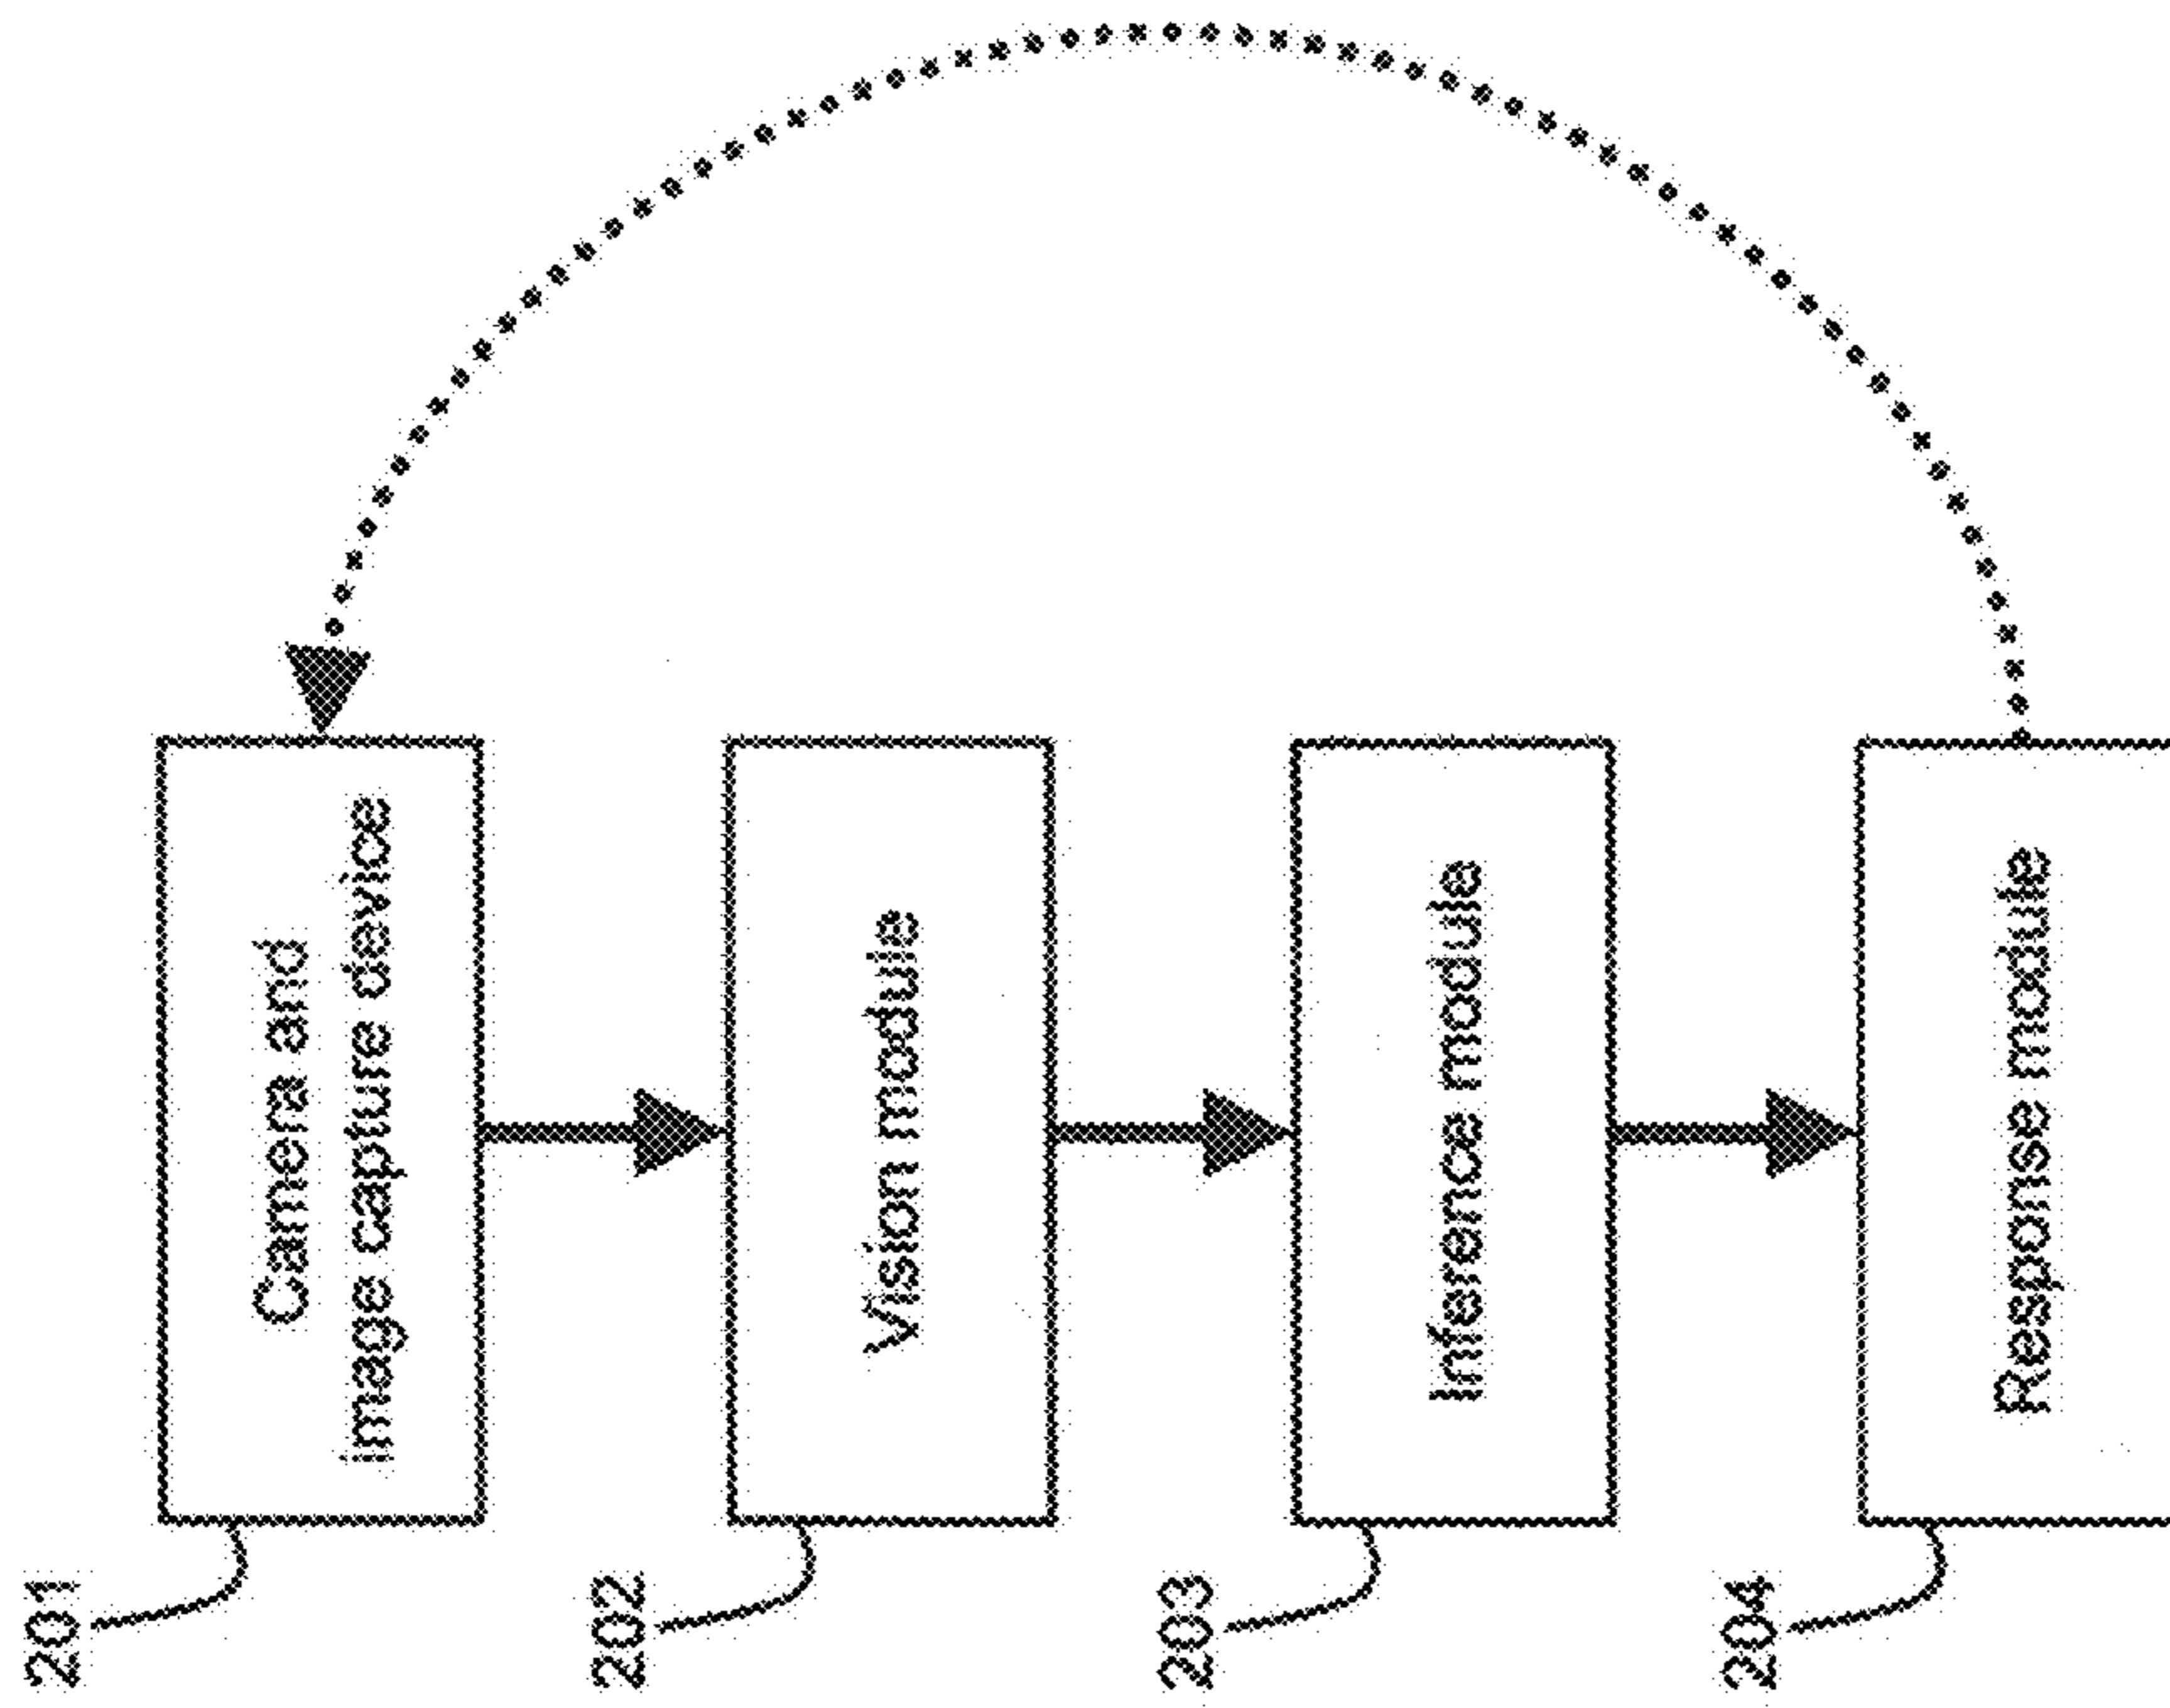 201
Camera and
image capture device
202
Vision module
203
Inference module
204
Response module